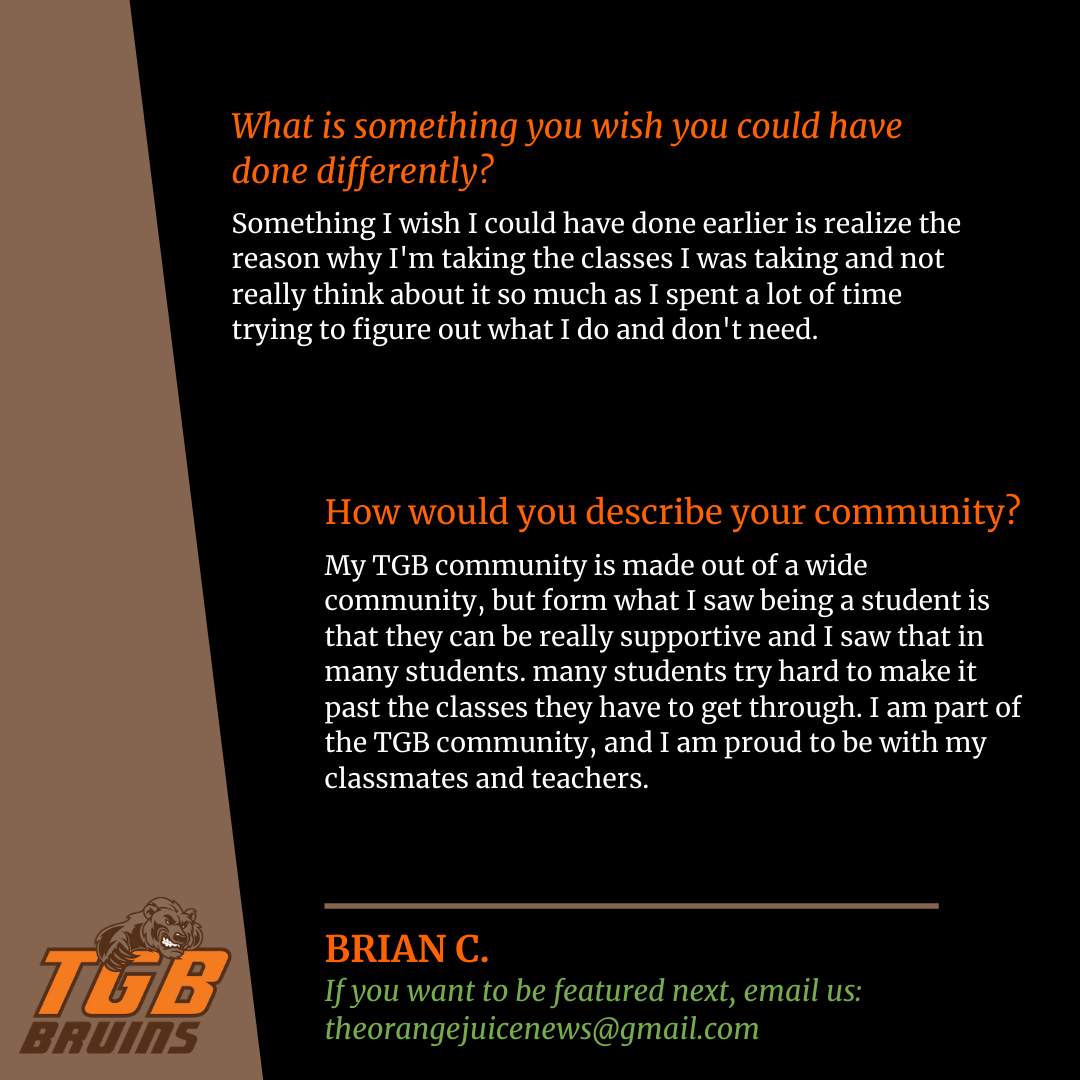 What is something you wish you could have
done differently?
Something I wish I could have done earlier is realize the
reason why I'm taking the classes I was taking and not
really think about it so much as I spent a lot of time
trying to figure out what I do and don't need.
How would you describe your community?
My TGB community is made out of a wide
community, but form what I saw being a student is
that they can be really supportive and I saw that in
many students. many students try hard to make it
past the classes they have to get through. I am part of
the TGB community, and I am proud to be with my
classmates and teachers.
BRIAN C.
If you want to be featured next, email us:
theorangejuicenews@gmail.com
TGB
BRUINS